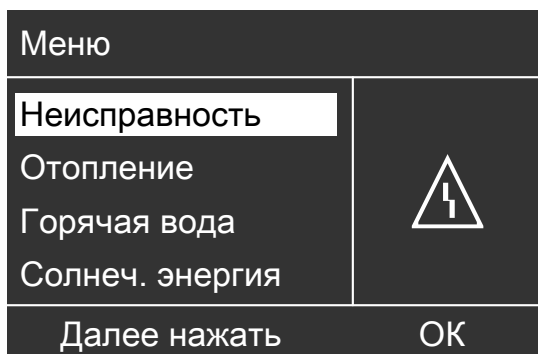 Меню
Неисправность
Отопление
Горячая вода
Солнеч. энергия
Далее нажать OK